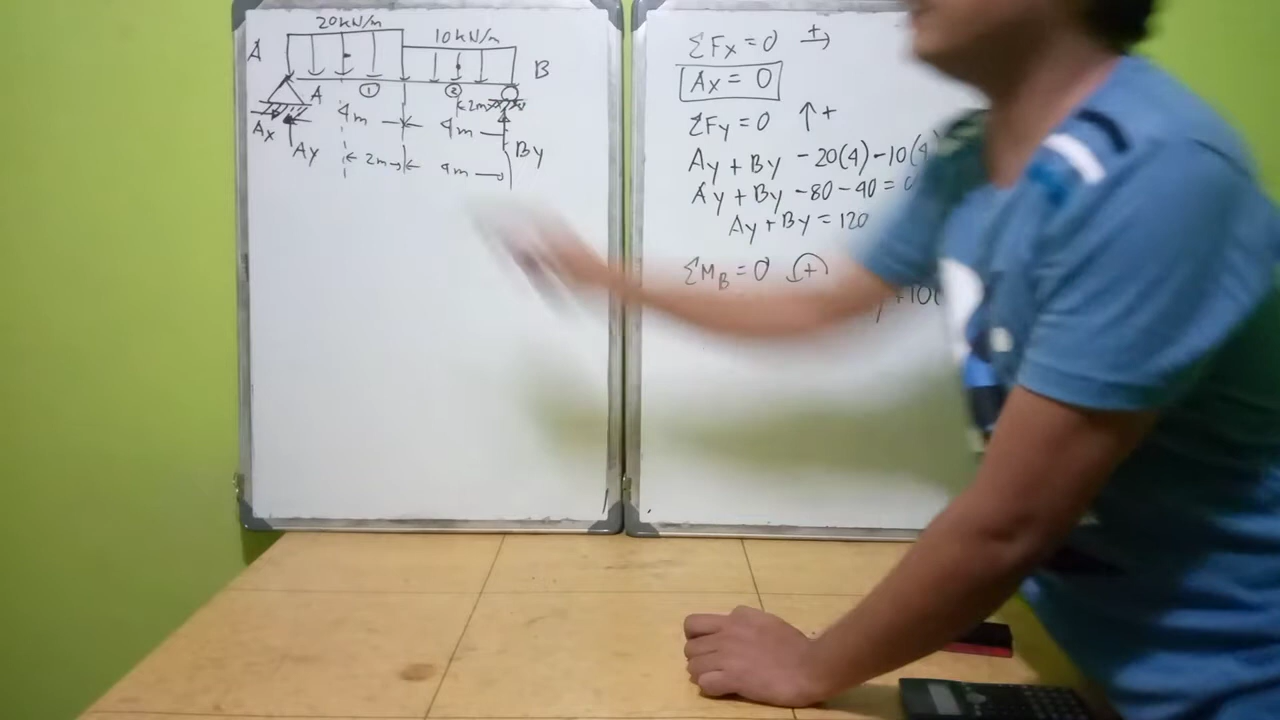 20kN/m
10kN/m
A
B
A
1
2
2m
Ax
4m
4m
Ay
By
2m
4m
ΣFx = 0 →+
Ax = 0
ΣFy = 0 ↑+
Ay + By - 20(4) - 10(4
Ay + By - 80 - 40 = 0
Ay + By = 120
ΣMB = 0 +
+10(